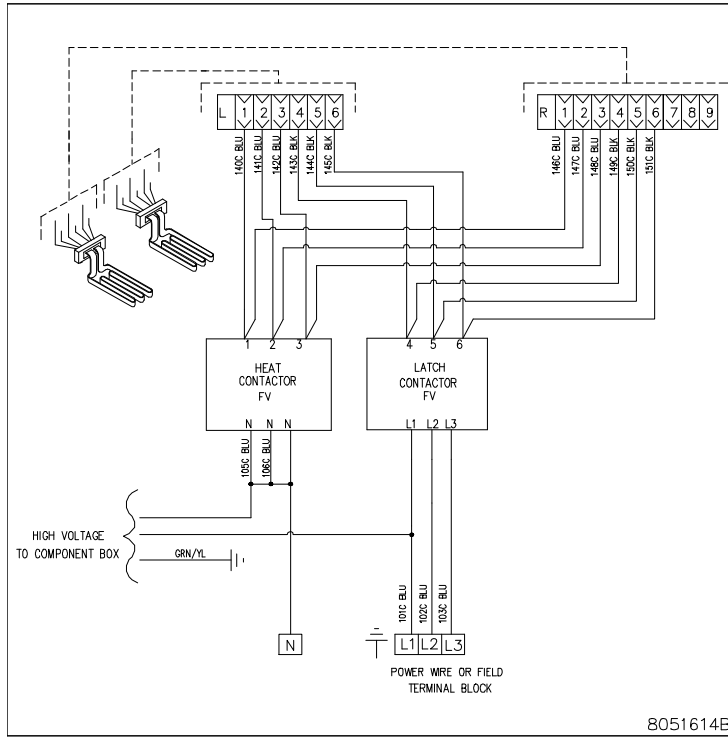 L 1 2 3 4 5 6
R 1 2 3 4 5 6 7 8 9
140C BLU
141C BLU
142C BLU
143C BLK
144C BLK
145C BLK
146C BLU
147C BLU
148C BLU
149C BLK
150C BLK
151C BLK
1 2 3
HEAT
CONTACTOR
FV
N N N
4 5 6
LATCH
CONTACTOR
FV
L1 L2 L3
105C BLU
106C BLU
HIGH VOLTAGE
TO COMPONENT BOX
GRN/YL
101C BLU
102C BLU
103C BLU
N
L1 L2 L3
POWER WIRE OR FIELD
TERMINAL BLOCK
8051614B